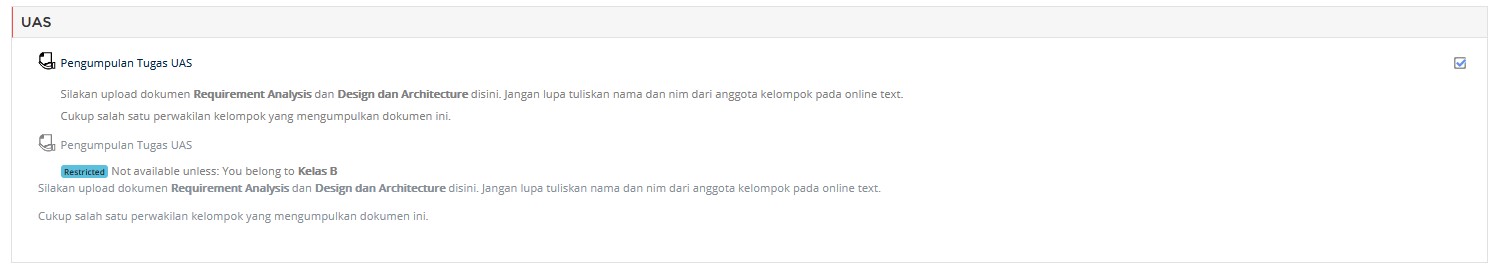 UAS
Pengumpulan Tugas UAS
Silakan upload dokumen Requirement Analysis dan Design dan Architecture disini. Jangan lupa tuliskan nama dan nim dari anggota kelompok pada online text.
Cukup salah satu perwakilan kelompok yang mengumpulkan dokumen ini.
Pengumpulan Tugas UAS
Restricted Not available unless: You belong to Kelas B
Silakan upload dokumen Requirement Analysis dan Design dan Architecture disini. Jangan lupa tuliskan nama dan nim dari anggota kelompok pada online text.
Cukup salah satu perwakilan kelompok yang mengumpulkan dokumen ini.